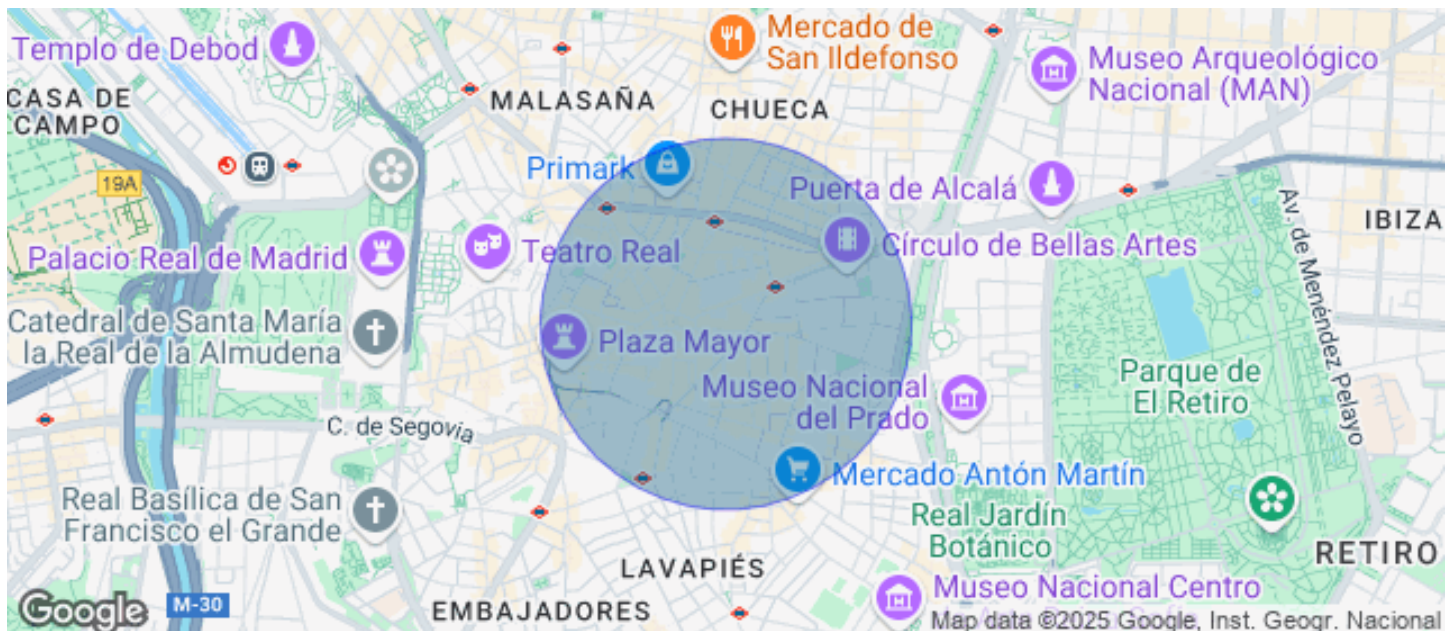 Templo de Debod
Mercado de
San Ildefonso
Museo Arqueológico
Nacional (MAN)
CASA DE
CAMPO
MALASAÑA
CHUECA
Primark
19A
Puerta de Alcalá
Av. de Menéndez Pelayo
IBIZA
Palacio Real de Madrid
Teatro Real
Círculo de Bellas Artes
Catedral de Santa María
la Real de la Almudena
Plaza Mayor
Museo Nacional
del Prado
Parque de
El Retiro
C. de Segovia
Mercado Antón Martín
Real Basílica de San
Francisco el Grande
Real Jardín
Botánico
RETIRO
LAVAPIÉS
Museo Nacional Centro
EMBAJADORES
Google
M-30
Map data ©2025 Google, Inst. Geogr. Nacional